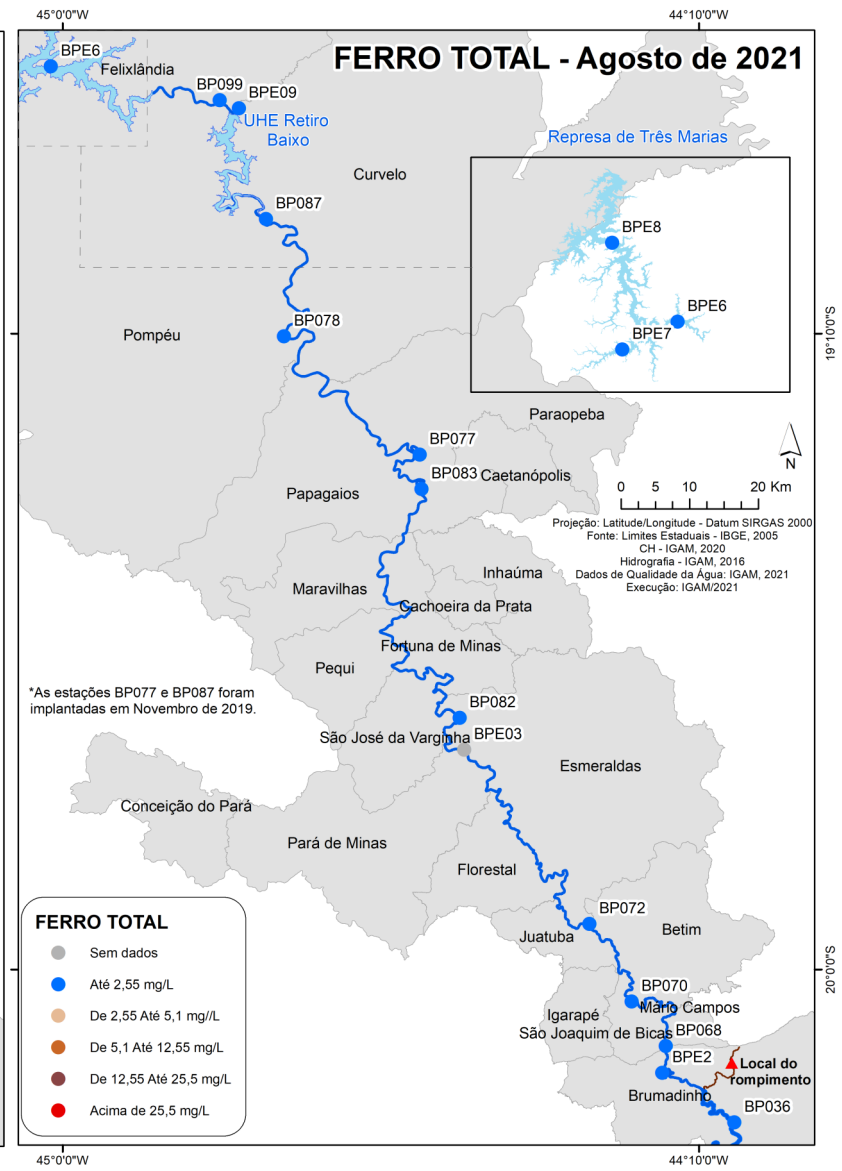 45°0'0"W
44°10'0"W
FERRO TOTAL - Agosto de 2021
BPE6
Felixlândia
BP099
BPE09
UHE Retiro
Baixo
Represa de Três Marias
Curvelo
BP087
BPE8
BPE6
BPE7
BP078
Pompéu
19°10'0"S
Paraopeba
BP077
N
BP083
Caetanópolis
Papagaios
0 5 10 20 Km
Projeção: Latitude/Longitude - Datum SIRGAS 2000
Fonte: Limites Estaduais - IBGE, 2005
CH - IGAM, 2020
Hidrografia - IGAM, 2016
Dados de Qualidade da Água: IGAM, 2021
Execução: IGAM/2021
Inhaúma
Maravilhas
Cachoeira da Prata
Fortuna de Minas
Pequi
*As estações BP077 e BP087 foram
implantadas em Novembro de 2019.
BP082
São José da Varginha
BPE03
Esmeraldas
Conceição do Pará
Pará de Minas
Florestal
BP072
Juatuba
Betim
20°0'0"S
BP070
Mário Campos
Igarapé
São Joaquim de Bicas
BP068
BPE2
Local do
rompimento
Brumadinho
BP036
FERRO TOTAL
Sem dados
Até 2,55 mg/L
De 2,55 Até 5,1 mg//L
De 5,1 Até 12,55 mg/L
De 12,55 Até 25,5 mg/L
Acima de 25,5 mg/L
45°0'0"W
44°10'0"W